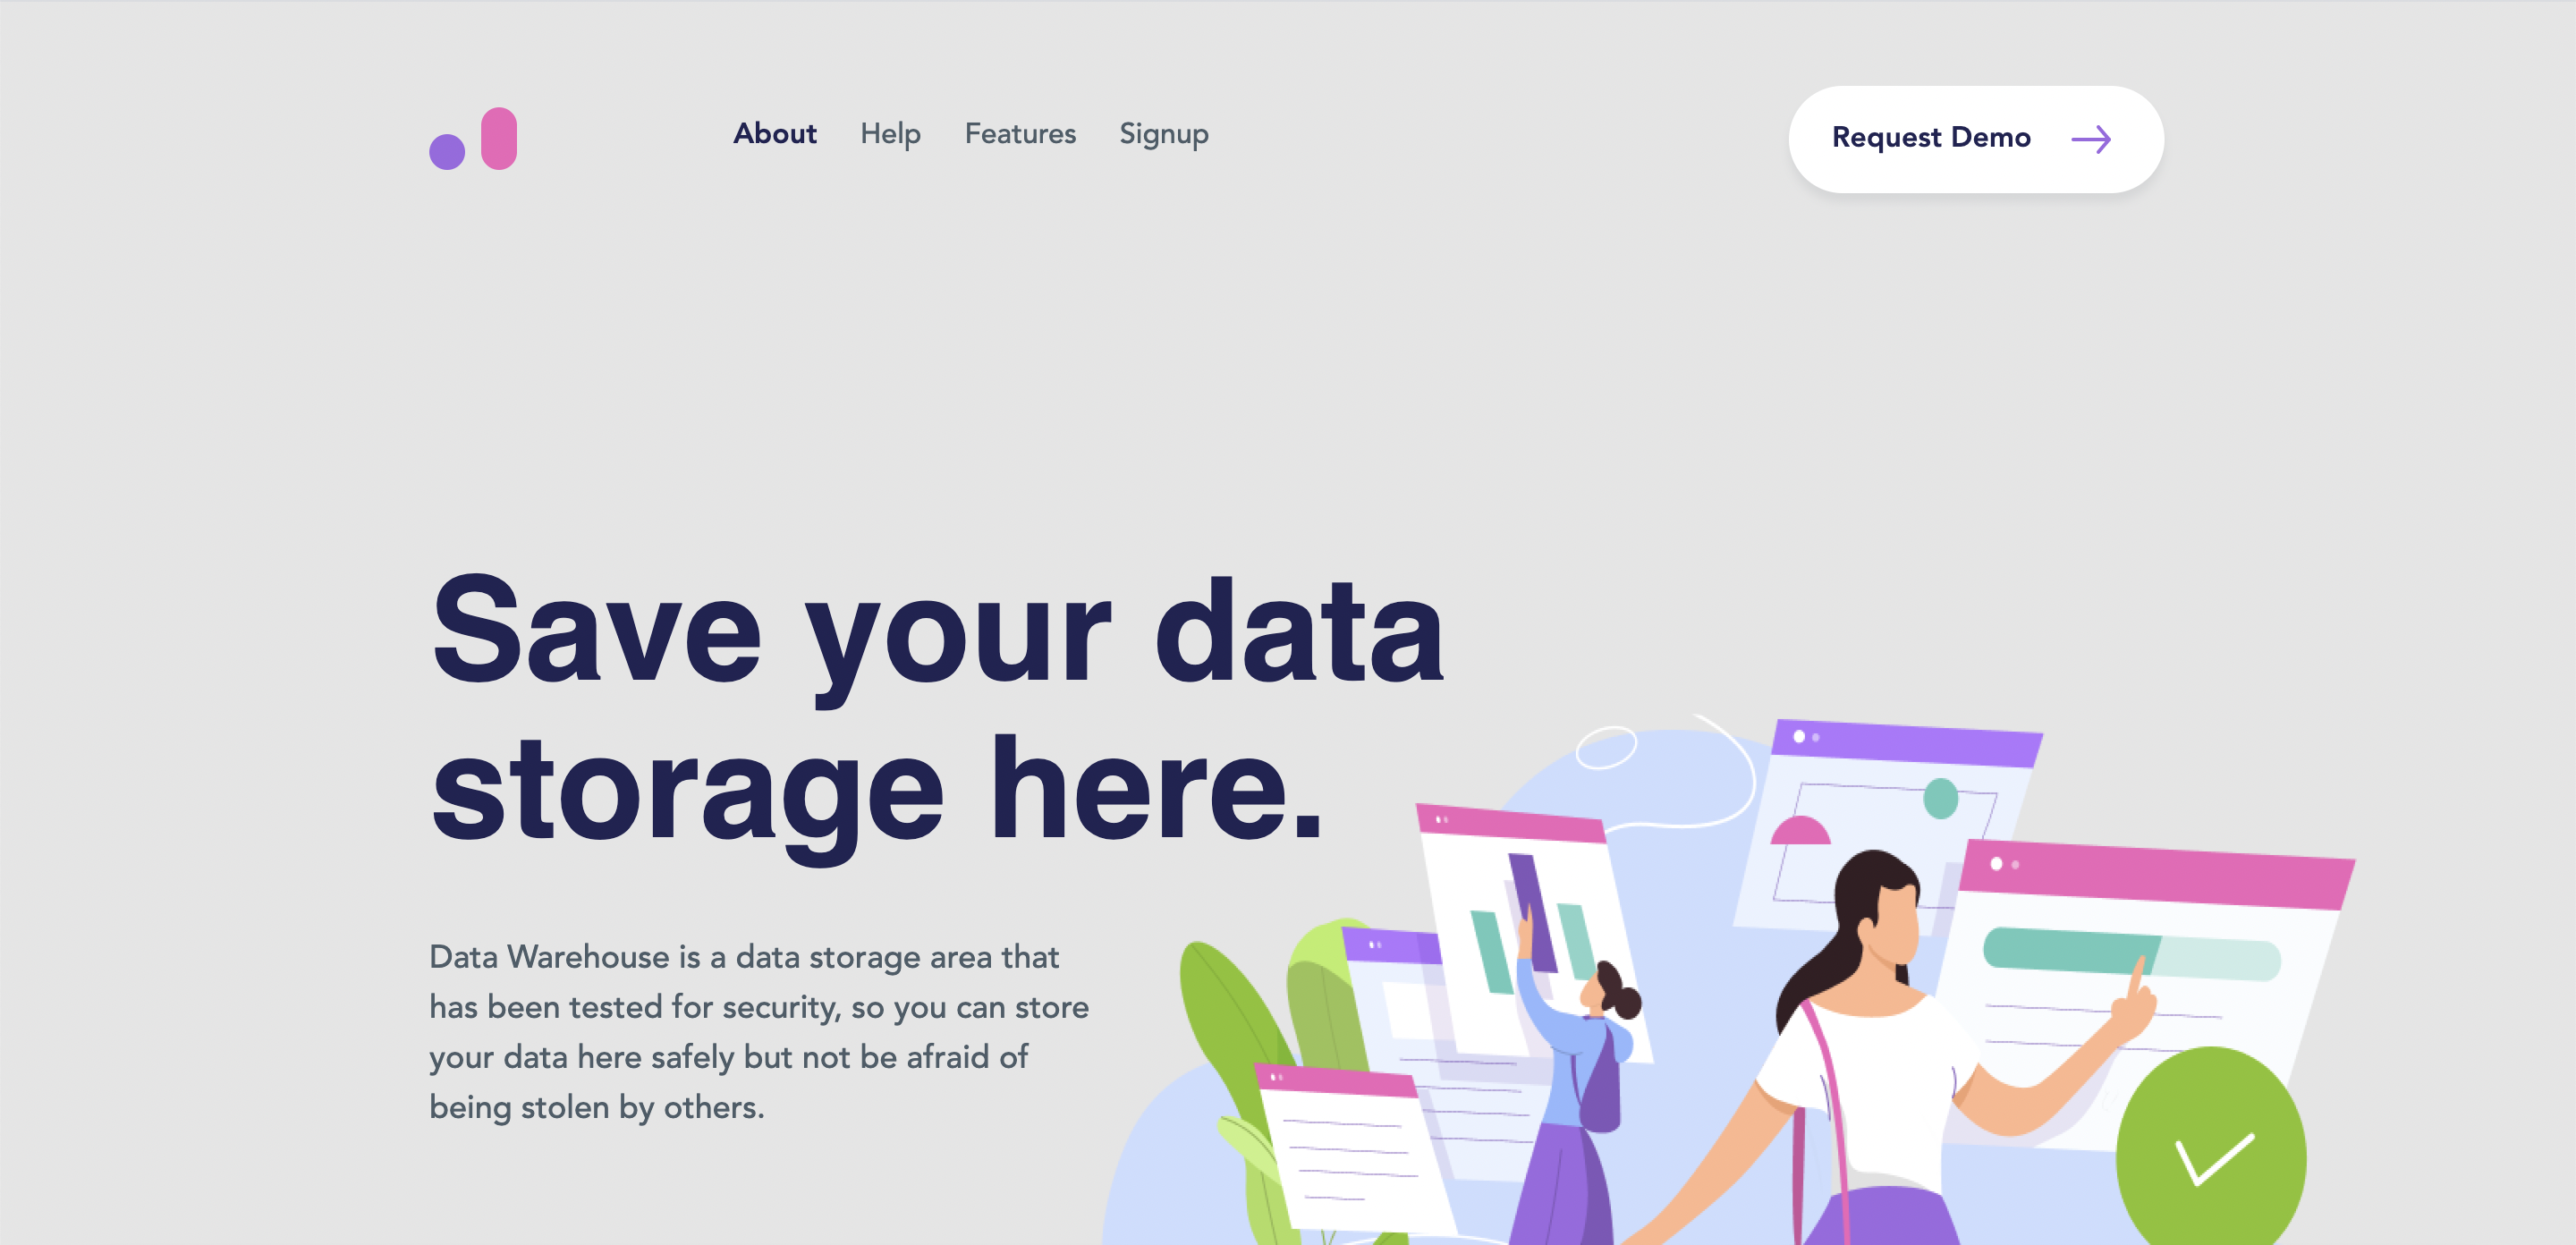 About Help Features Signup Request Demo
Save your data
storage here.
Data Warehouse is a data storage area that
has been tested for security, so you can store
your data here safely but not be afraid of
being stolen by others.